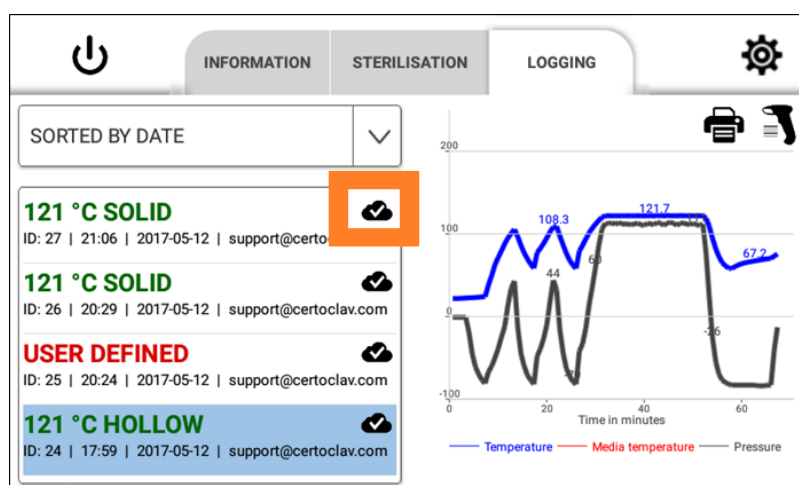 INFORMATION STERILISATION LOGGING
SORTED BY DATE
121 °C SOLID
ID: 27 | 21:06 | 2017-05-12 | support@certoc
121 °C SOLID
ID: 26 | 20:29 | 2017-05-12 | support@certoclav.com
USER DEFINED
ID: 25 | 20:24 | 2017-05-12 | support@certoclav.com
121 °C HOLLOW
ID: 24 | 17:59 | 2017-05-12 | support@certoclav.com
200
108.3 121.7
100
67.2
60
44
0
-26
-100
0 20 40 60
Time in minutes
Temperature Media temperature Pressure